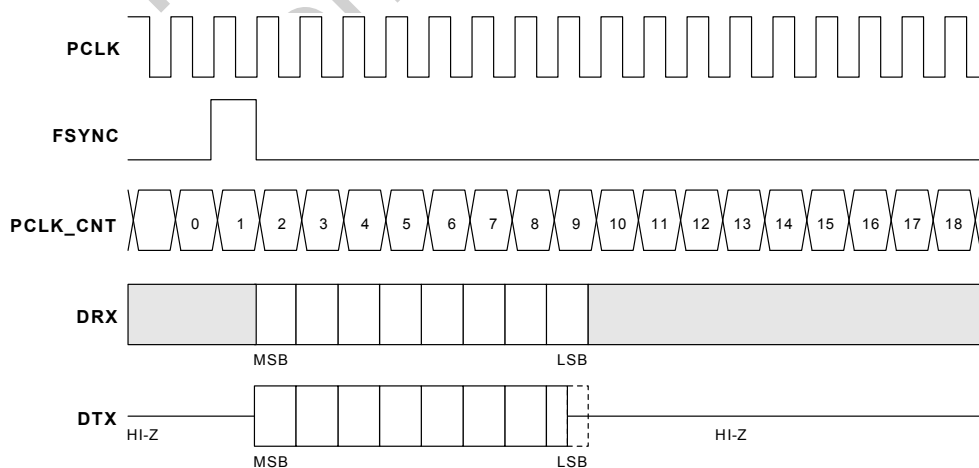 PCLK
FSYNC
PCLK_CNT 0 1 2 3 4 5 6 7 8 9 10 11 12 13 14 15 16 17 18
DRX
MSB LSB
DTX
HI-Z HI-Z
MSB LSB